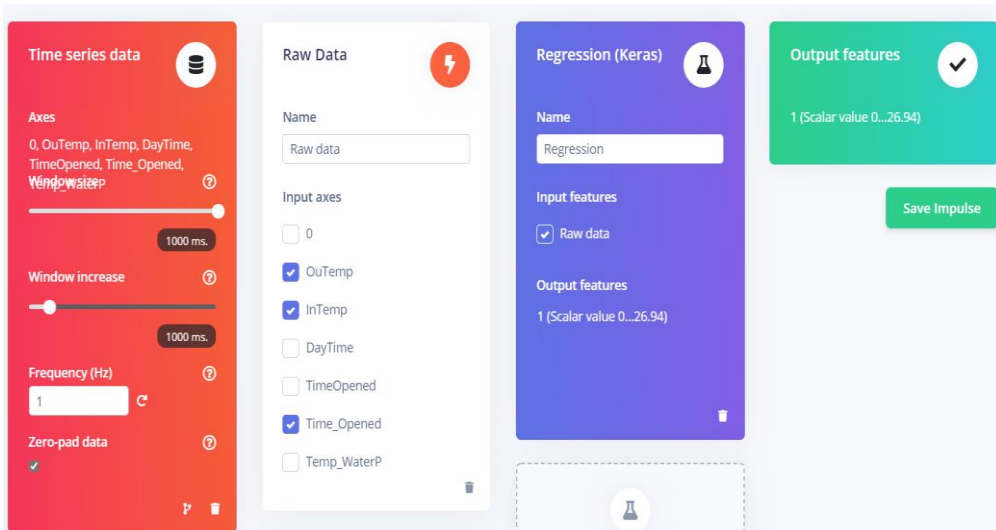 Time series data
Axes
0, OuTemp, InTemp, DayTime,
TimeOpened, Time_Opened,
Temp_WaterP
Window size
1000 ms.
Window increase
1000 ms.
Frequency (Hz)
1
Zero-pad data
Raw Data
Name
Raw data
Input axes
0
OuTemp
InTemp
DayTime
TimeOpened
Time_Opened
Temp_WaterP
Regression (Keras)
Name
Regression
Input features
Raw data
Output features
1 (Scalar value 0...26.94)
Output features
1 (Scalar value 0...26.94)
Save Impulse